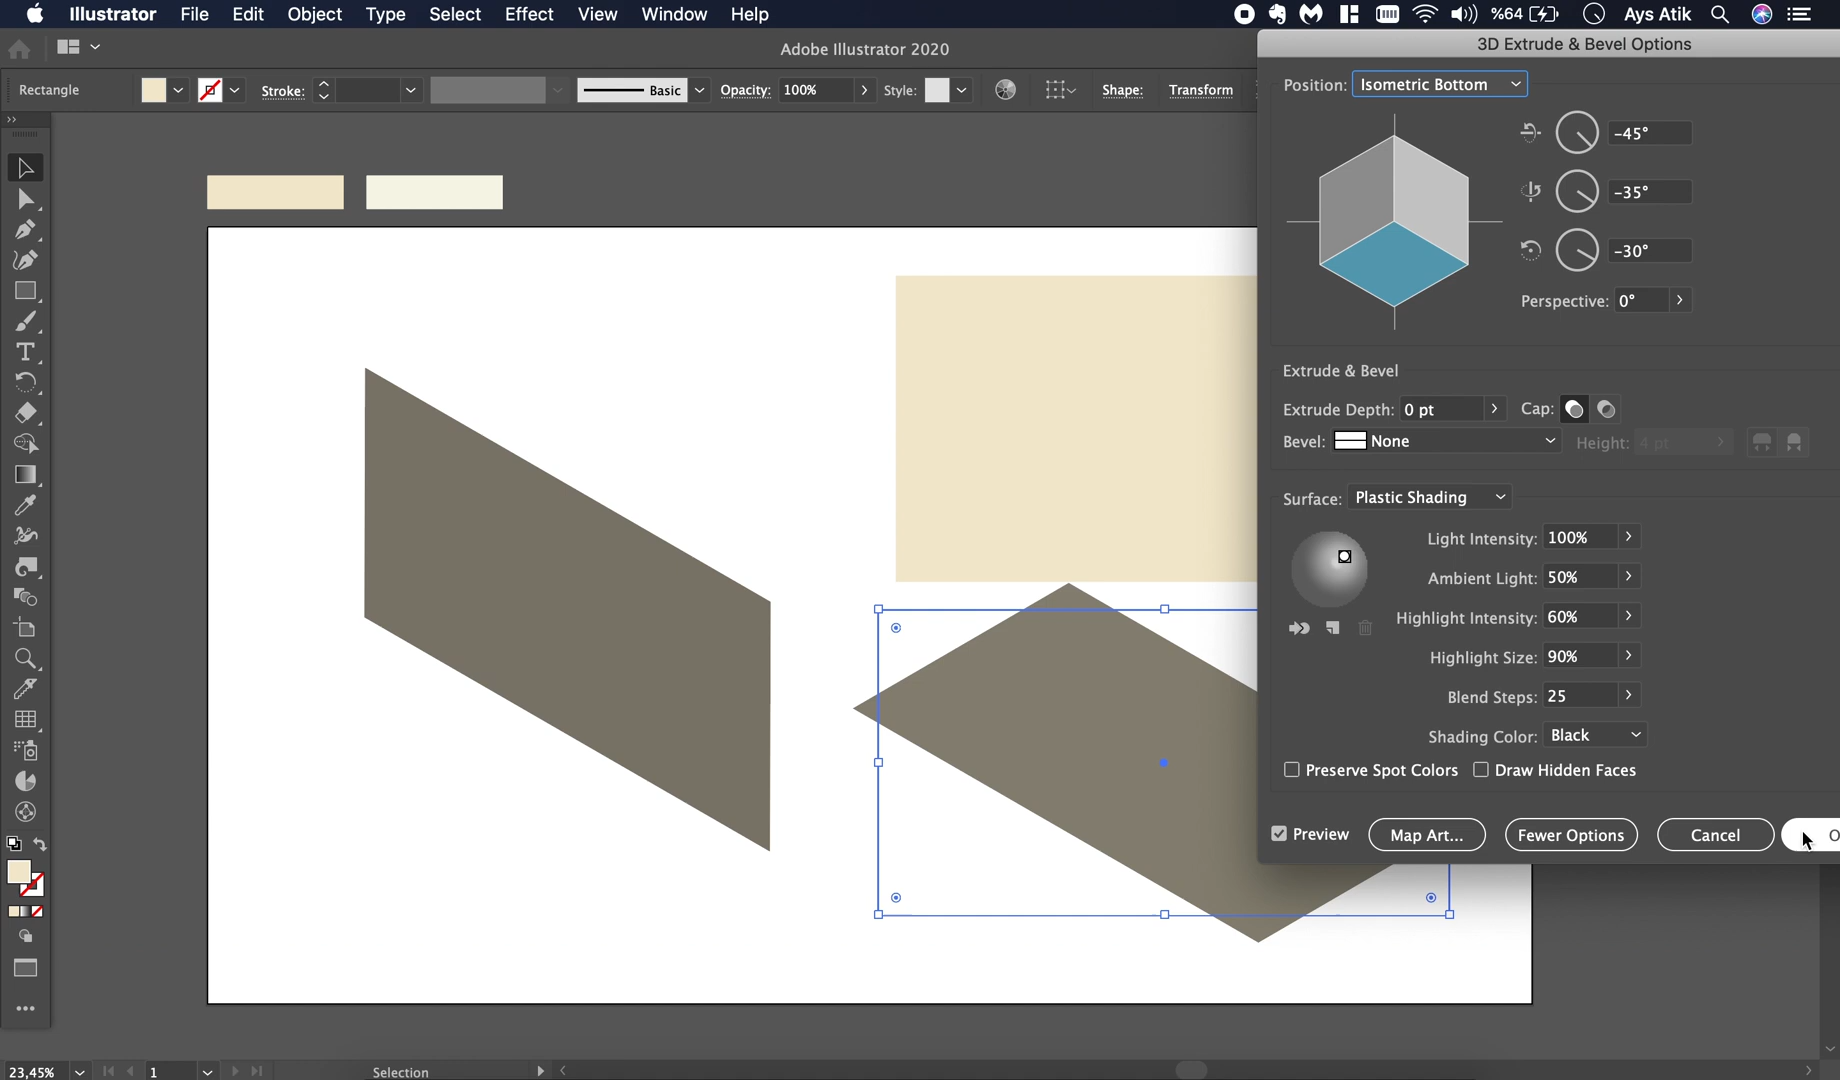 Illustrator File Edit Object Type Select Effect View Window Help %64 Ays Atik
Adobe Illustrator 2020
3D Extrude & Bevel Options
Rectangle Stroke: Basic Opacity: 100% Style: Shape: Transform
Position: Isometric Bottom
-45°
-35°
-30°
Perspective: 0°
Extrude & Bevel
Extrude Depth: 0 pt Cap:
Bevel: None Height: 4 pt
Surface: Plastic Shading
Light Intensity: 100%
Ambient Light: 50%
Highlight Intensity: 60%
Highlight Size: 90%
Blend Steps: 25
Shading Color: Black
Preserve Spot Colors Draw Hidden Faces
Preview Map Art... Fewer Options Cancel O
23,45% 1 Selection